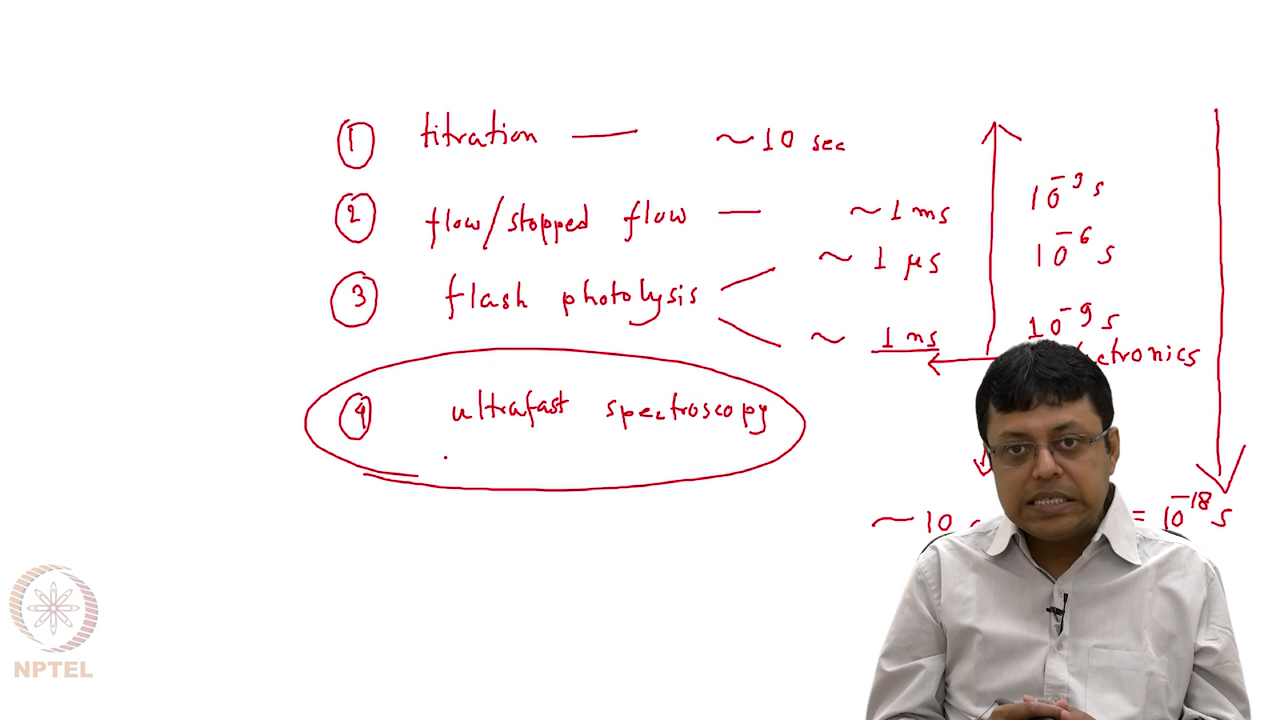 ① titration — ~10 sec
② flow/stopped flow — ~1 ms
③ flash photolysis ~ 1 μs
~ 1 ns
④ ultrafast spectroscopy
10⁻³ s
10⁻⁶ s
10⁻⁹ s
~10
= 10⁻¹⁸ s
NPTEL